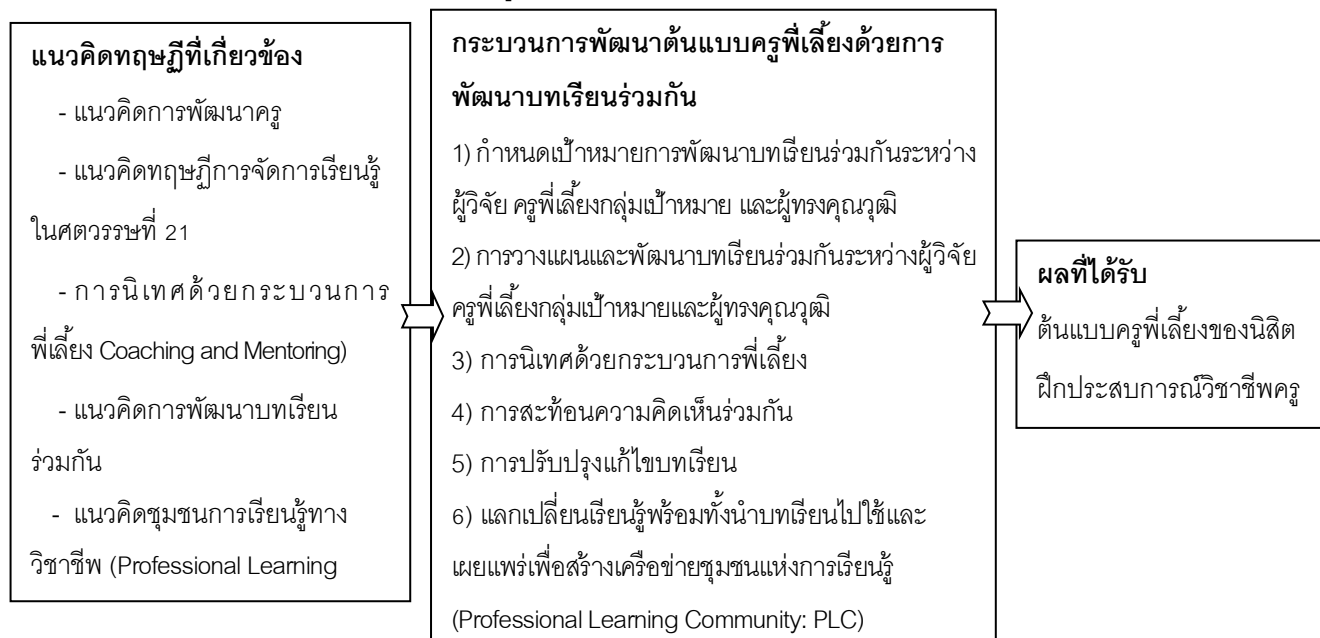 แนวคิดทฤษฎีที่เกี่ยวข้อง
- แนวคิดการพัฒนาครู
- แนวคิดทฤษฎีการจัดการเรียนรู้
ในศตวรรษที่ 21
- การนิเทศด้วยกระบวนการ
พี่เลี้ยง Coaching and Mentoring)
- แนวคิดการพัฒนาบทเรียน
ร่วมกัน
- แนวคิดชุมชนการเรียนรู้ทาง
วิชาชีพ (Professional Learning
กระบวนการพัฒนาต้นแบบครูพี่เลี้ยงด้วยการ
พัฒนาบทเรียนร่วมกัน
1) กำหนดเป้าหมายการพัฒนาบทเรียนร่วมกันระหว่าง
ผู้วิจัย ครูพี่เลี้ยงกลุ่มเป้าหมาย และผู้ทรงคุณวุฒิ
2) การวางแผนและพัฒนาบทเรียนร่วมกันระหว่างผู้วิจัย
ครูพี่เลี้ยงกลุ่มเป้าหมายและผู้ทรงคุณวุฒิ
3) การนิเทศด้วยกระบวนการพี่เลี้ยง
4) การสะท้อนความคิดเห็นร่วมกัน
5) การปรับปรุงแก้ไขบทเรียน
6) แลกเปลี่ยนเรียนรู้พร้อมทั้งนำบทเรียนไปใช้และ
เผยแพร่เพื่อสร้างเครือข่ายชุมชนแห่งการเรียนรู้
(Professional Learning Community: PLC)
ผลที่ได้รับ
ต้นแบบครูพี่เลี้ยงของนิสิต
ฝึกประสบการณ์วิชาชีพครู